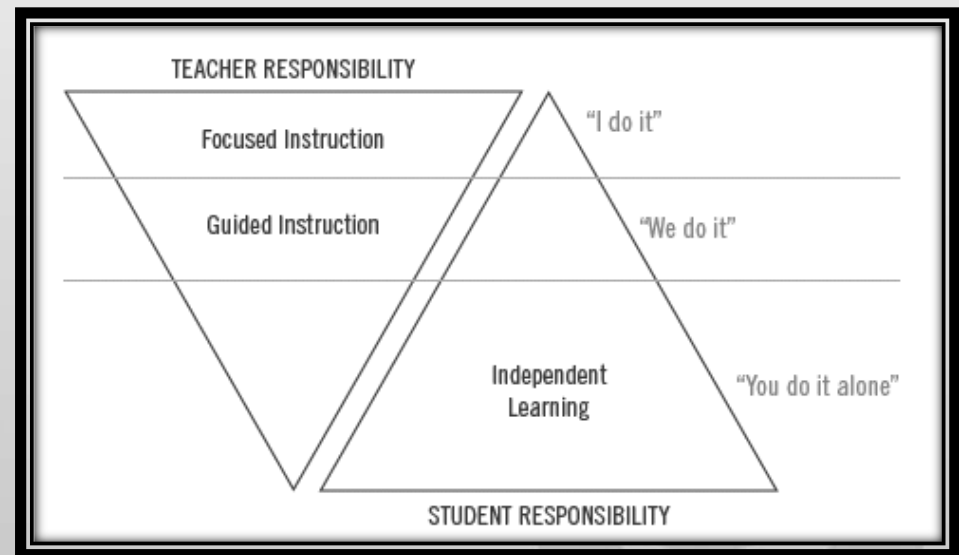 TEACHER RESPONSIBILITY
Focused Instruction
"I do it"
Guided Instruction
"We do it"
Independent
Learning
"You do it alone"
STUDENT RESPONSIBILITY